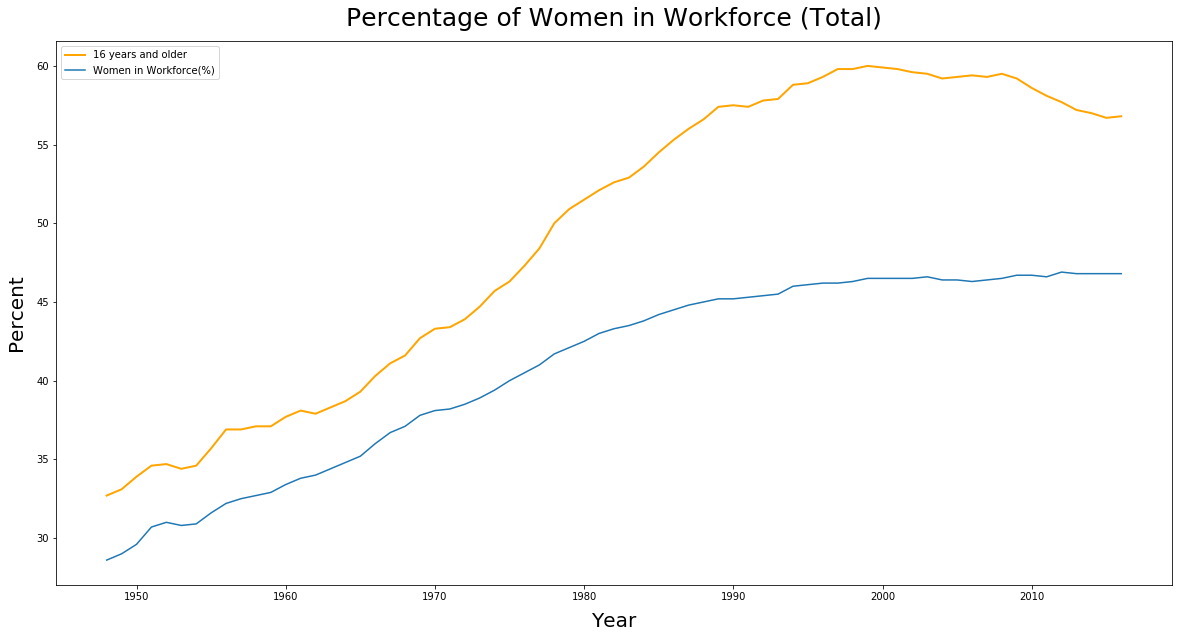 Percentage of Women in Workforce (Total)
16 years and older
Women in Workforce(%)
60
55
50
45
40
35
30
Percent
1950 1960 1970 1980 1990 2000 2010
Year